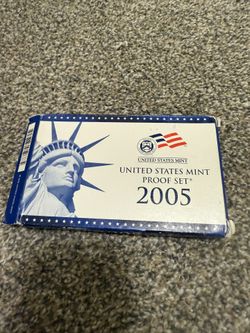 UNITED STATES MINT
UNITED STATES MINT
PROOF SET®
2005